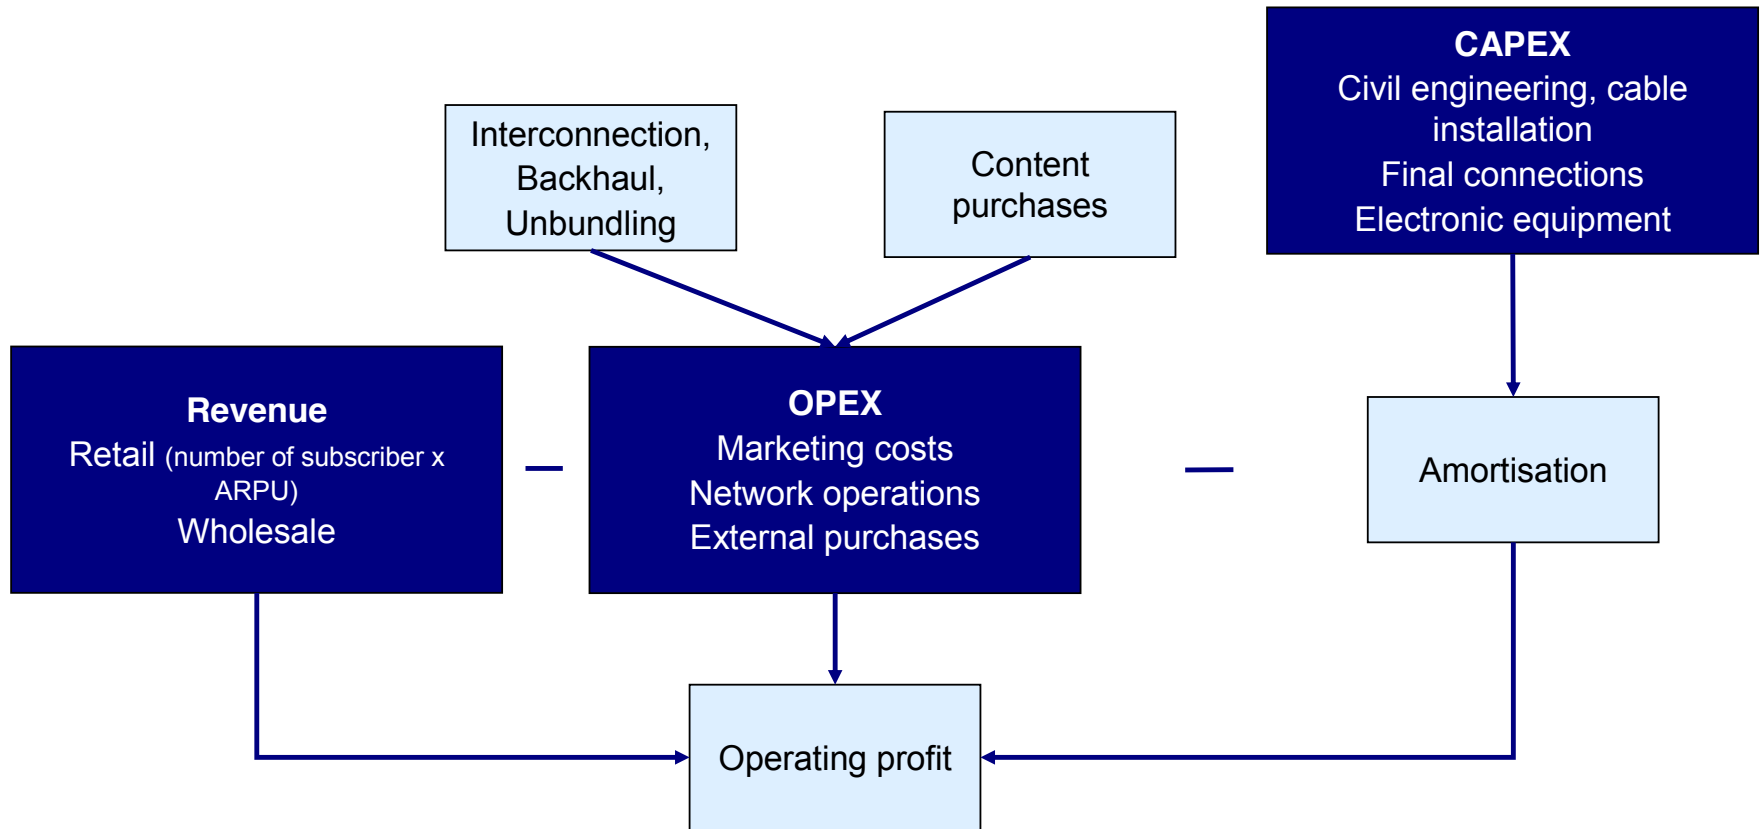 CAPEX
Civil engineering, cable
installation
Final connections
Electronic equipment
Interconnection,
Backhaul,
Unbundling
Content
purchases
Revenue
Retail (number of subscriber x
ARPU)
Wholesale
—
OPEX
Marketing costs
Network operations
External purchases
—
Amortisation
Operating profit